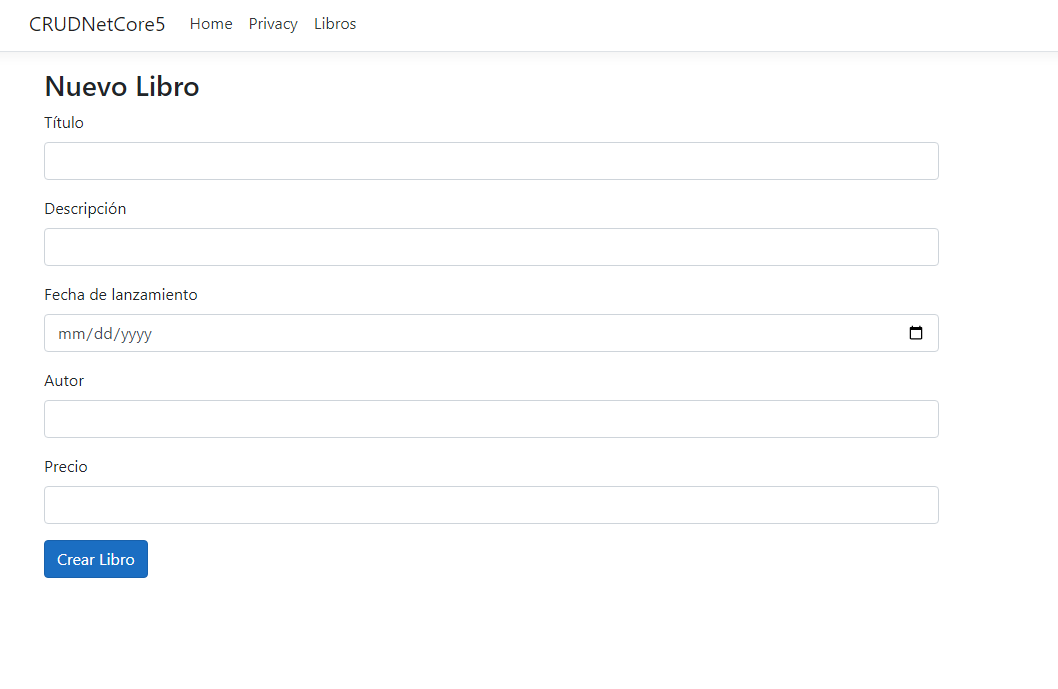 CRUDNetCore5 Home Privacy Libros
Nuevo Libro
Título
Descripción
Fecha de lanzamiento
mm/dd/yyyy
Autor
Precio
Crear Libro